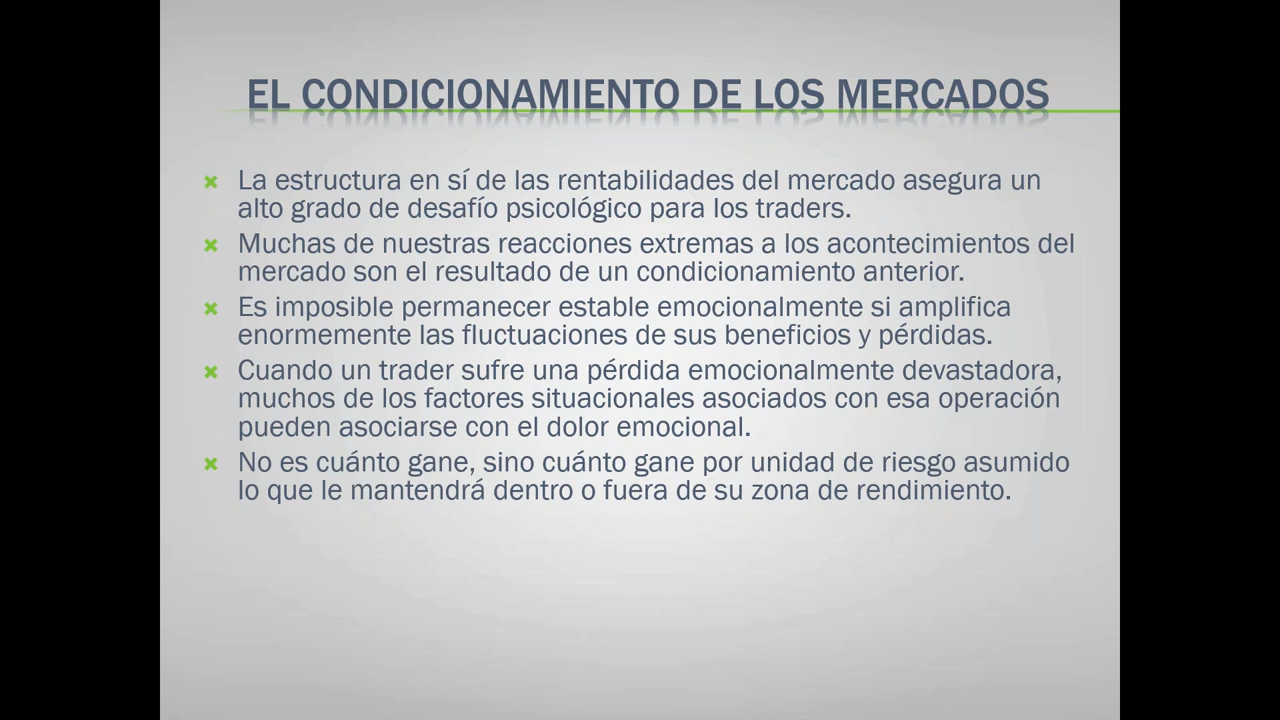 EL CONDICIONAMIENTO DE LOS MERCADOS
La estructura en sí de las rentabilidades del mercado asegura un
alto grado de desafío psicológico para los traders.
Muchas de nuestras reacciones extremas a los acontecimientos del
mercado son el resultado de un condicionamiento anterior.
Es imposible permanecer estable emocionalmente si amplifica
enormemente las fluctuaciones de sus beneficios y pérdidas.
Cuando un trader sufre una pérdida emocionalmente devastadora,
muchos de los factores situacionales asociados con esa operación
pueden asociarse con el dolor emocional.
No es cuánto gane, sino cuánto gane por unidad de riesgo asumido
lo que le mantendrá dentro o fuera de su zona de rendimiento.